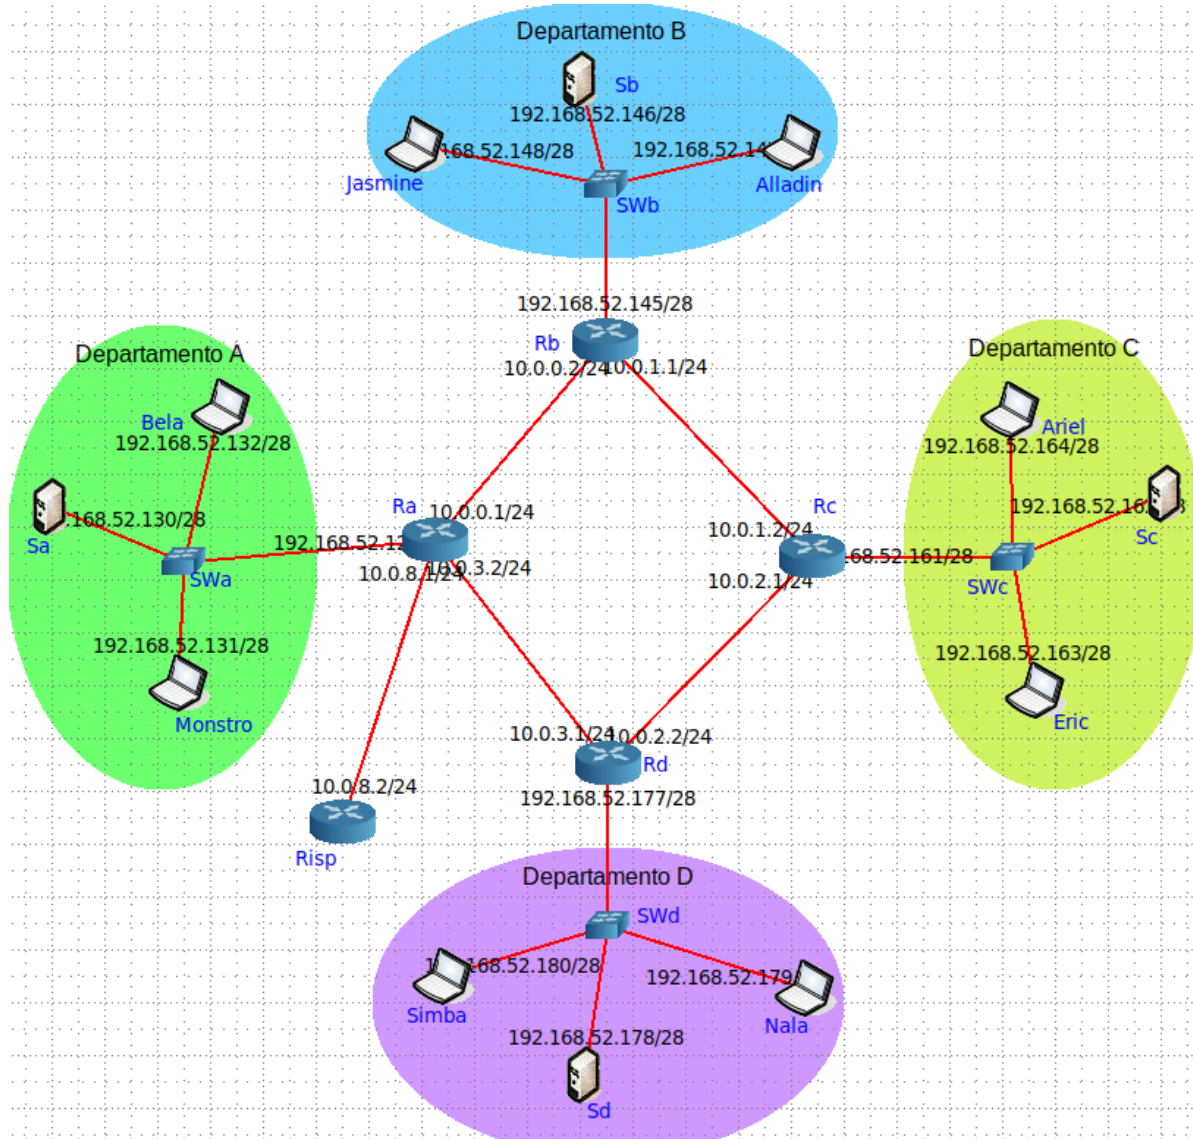 Departamento B
Sb
192.168.52.146/28
168.52.148/28
192.168.52.14
Jasmine
Alladin
SWb
192.168.52.145/28
Rb
10.0.0.2/24
10.0.1.1/24
Departamento A
Departamento C
Bela
192.168.52.132/28
Ariel
192.168.52.164/28
Ra
10.0.0.1/24
Rc
192.168.52.16
.168.52.130/28
Sa
10.0.1.2/24
Sc
192.168.52.12
168.52.161/28
SWa
10.0.8.1/24
10.0.3.2/24
10.0.2.1/24
SWc
192.168.52.131/28
192.168.52.163/28
Monstro
Eric
10.0.3.1/24
10.0.2.2/24
Rd
10.0.8.2/24
192.168.52.177/28
Risp
Departamento D
SWd
168.52.180/28
192.168.52.179
Simba
Nala
192.168.52.178/28
Sd